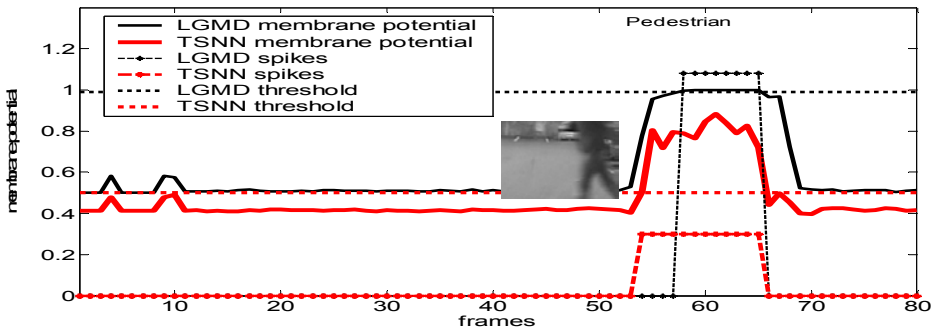 Pedestrian
LGMD membrane potential
TSNN membrane potential
LGMD spikes
TSNN spikes
LGMD threshold
TSNN threshold
membrane potential
1.2
1
0.8
0.6
0.4
0.2
0
10
20
30
40
50
60
70
80
frames